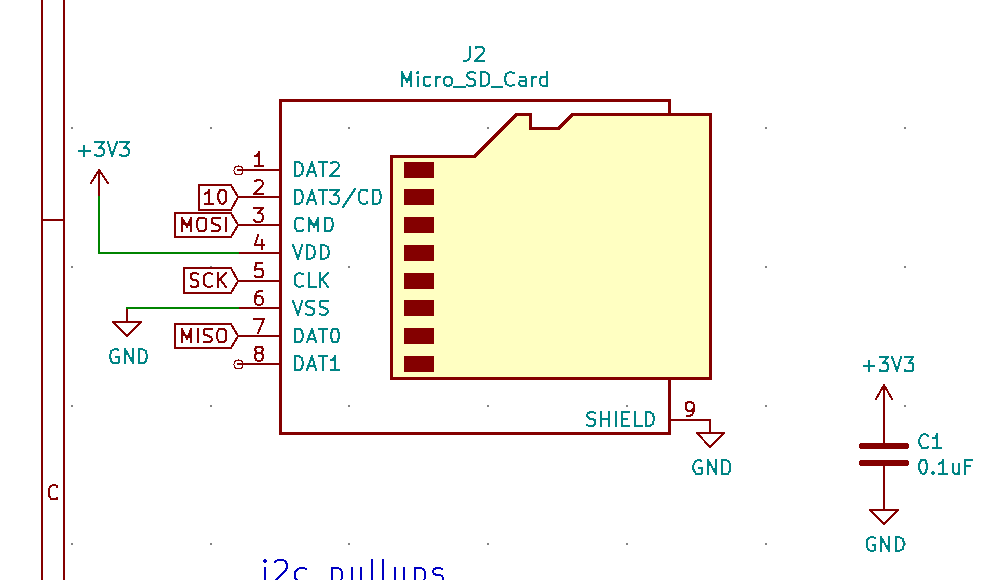 J2
Micro_SD_Card
+3V3
1 DAT2
10 2 DAT3/CD
MOSI 3 CMD
4 VDD
SCK 5 CLK
6 VSS
GND
MISO 7 DAT0
8 DAT1
SHIELD 9
GND
+3V3
C1
0.1uF
GND
C
i2c pullups